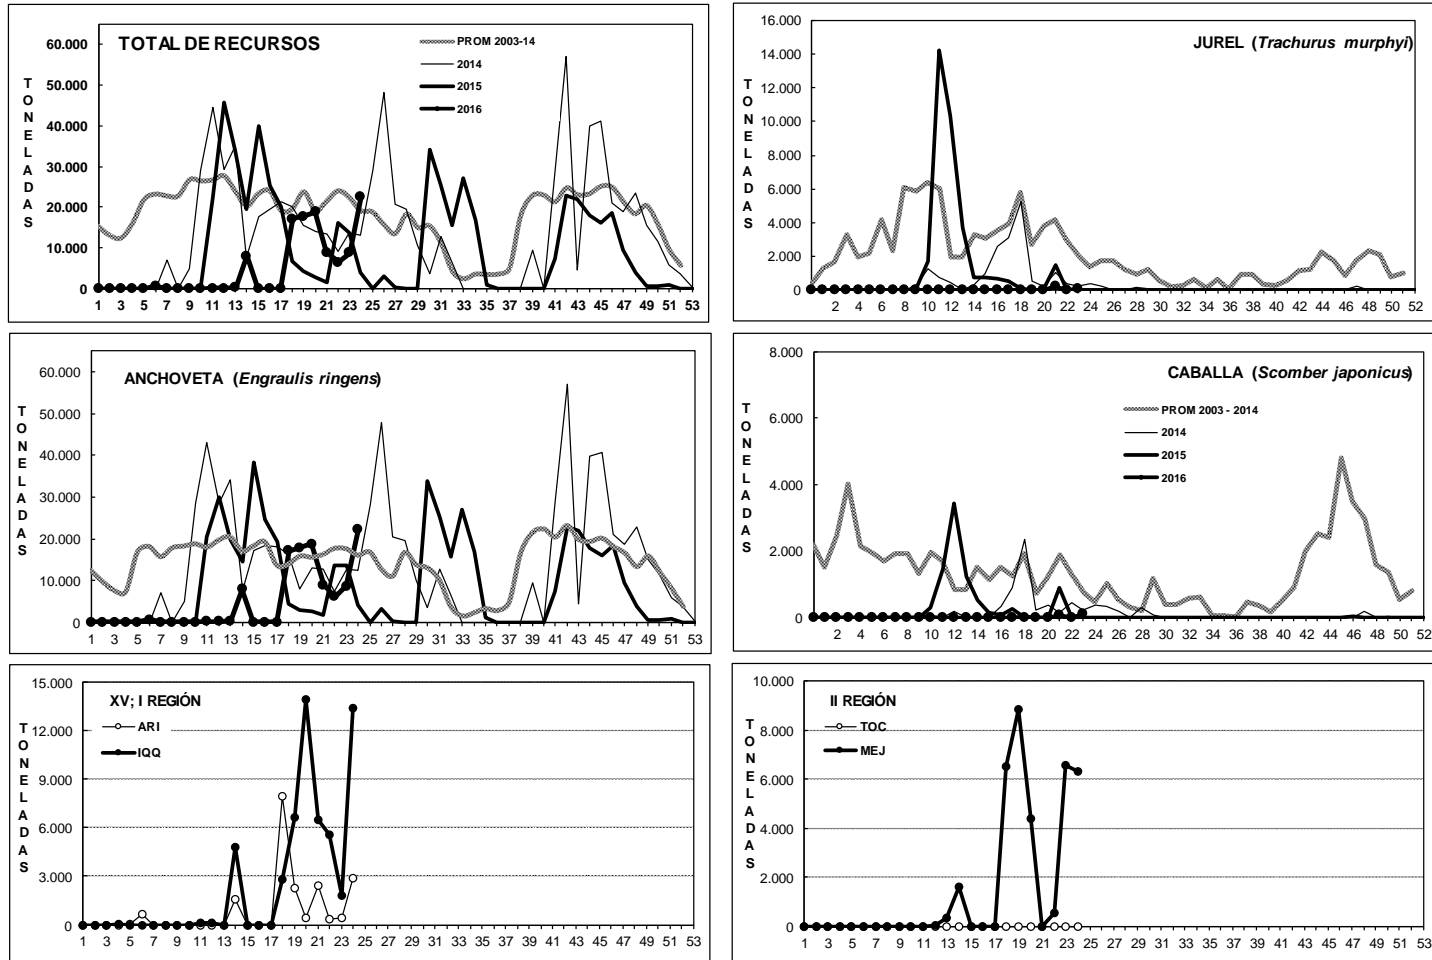 TOTAL DE RECURSOS
PROM 2003-14
2014
2015
2016
TONELADAS
60.000
50.000
40.000
30.000
20.000
10.000
0
1 3 5 7 9 11 13 15 17 19 21 23 25 27 29 31 33 35 37 39 41 43 45 47 49 51 53
JUREL (Trachurus murphyi)
TONELADAS
16.000
14.000
12.000
10.000
8.000
6.000
4.000
2.000
0
2 4 6 8 10 12 14 16 18 20 22 24 26 28 30 32 34 36 38 40 42 44 46 48 50 52
ANCHOVETA (Engraulis ringens)
TONELADAS
60.000
50.000
40.000
30.000
20.000
10.000
0
1 3 5 7 9 11 13 15 17 19 21 23 25 27 29 31 33 35 37 39 41 43 45 47 49 51 53
CABALLA (Scomber japonicus)
PROM 2003 - 2014
2014
2015
2016
TONELADAS
8.000
6.000
4.000
2.000
0
2 4 6 8 10 12 14 16 18 20 22 24 26 28 30 32 34 36 38 40 42 44 46 48 50 52
XV; I REGIÓN
ARI
IQQ
TONELADAS
15.000
12.000
9.000
6.000
3.000
0
1 3 5 7 9 11 13 15 17 19 21 23 25 27 29 31 33 35 37 39 41 43 45 47 49 51 53
II REGIÓN
TOC
MEJ
TONELADAS
10.000
8.000
6.000
4.000
2.000
0
1 3 5 7 9 11 13 15 17 19 21 23 25 27 29 31 33 35 37 39 41 43 45 47 49 51 53